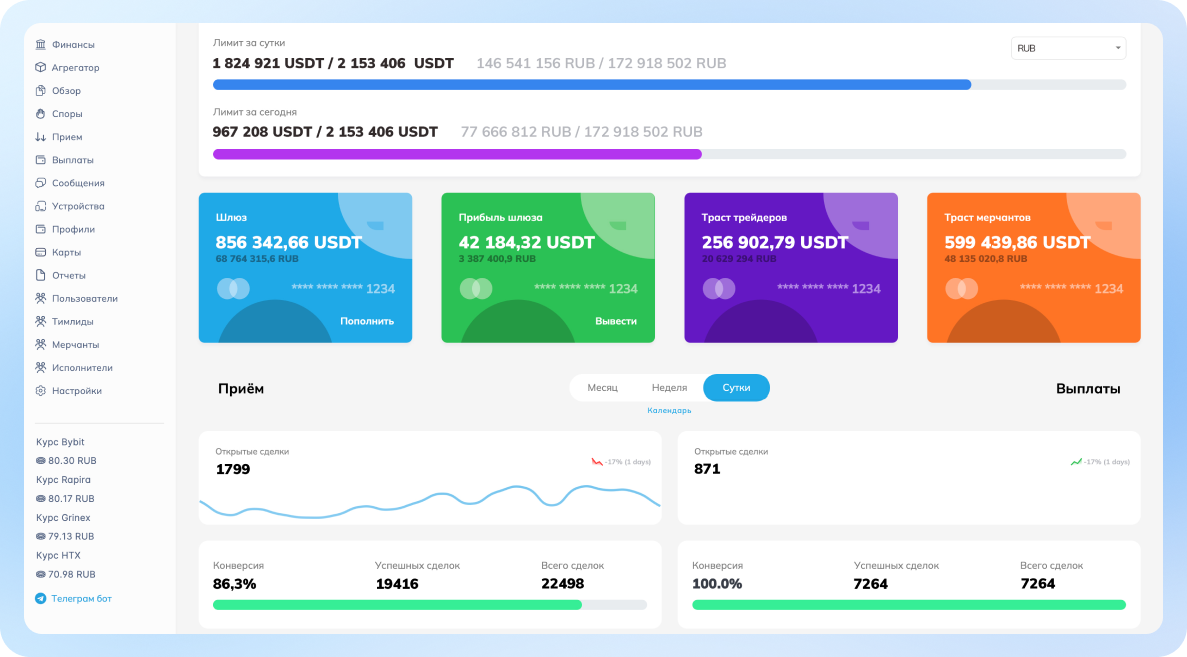 Финансы
Агрегатор
Обзор
Споры
Прием
Выплаты
Сообщения
Устройства
Профили
Карты
Отчеты
Пользователи
Тимлиды
Мерчанты
Исполнители
Настройки
Курс Bybit
80.30 RUB
Курс Rapira
80.17 RUB
Курс Grinex
79.13 RUB
Курс HTX
70.98 RUB
Телеграм бот
Лимит за сутки
1 824 921 USDT / 2 153 406 USDT 146 541 156 RUB / 172 918 502 RUB
RUB
Лимит за сегодня
967 208 USDT / 2 153 406 USDT 77 666 812 RUB / 172 918 502 RUB
Шлюз
856 342,66 USDT
68 764 315,6 RUB
**** **** **** 1234
Пополнить
Прибыль шлюза
42 184,32 USDT
3 387 400,9 RUB
**** **** **** 1234
Вывести
Траст трейдеров
256 902,79 USDT
20 629 294 RUB
**** **** **** 1234
Траст мерчантов
599 439,86 USDT
48 135 020,8 RUB
**** **** **** 1234
Приём
Месяц Неделя Сутки
Календарь
Выплаты
Открытые сделки
1799
-17% (1 days)
Открытые сделки
871
-17% (1 days)
Конверсия Успешных сделок Всего сделок
86,3% 19416 22498
Конверсия Успешных сделок Всего сделок
100.0% 7264 7264